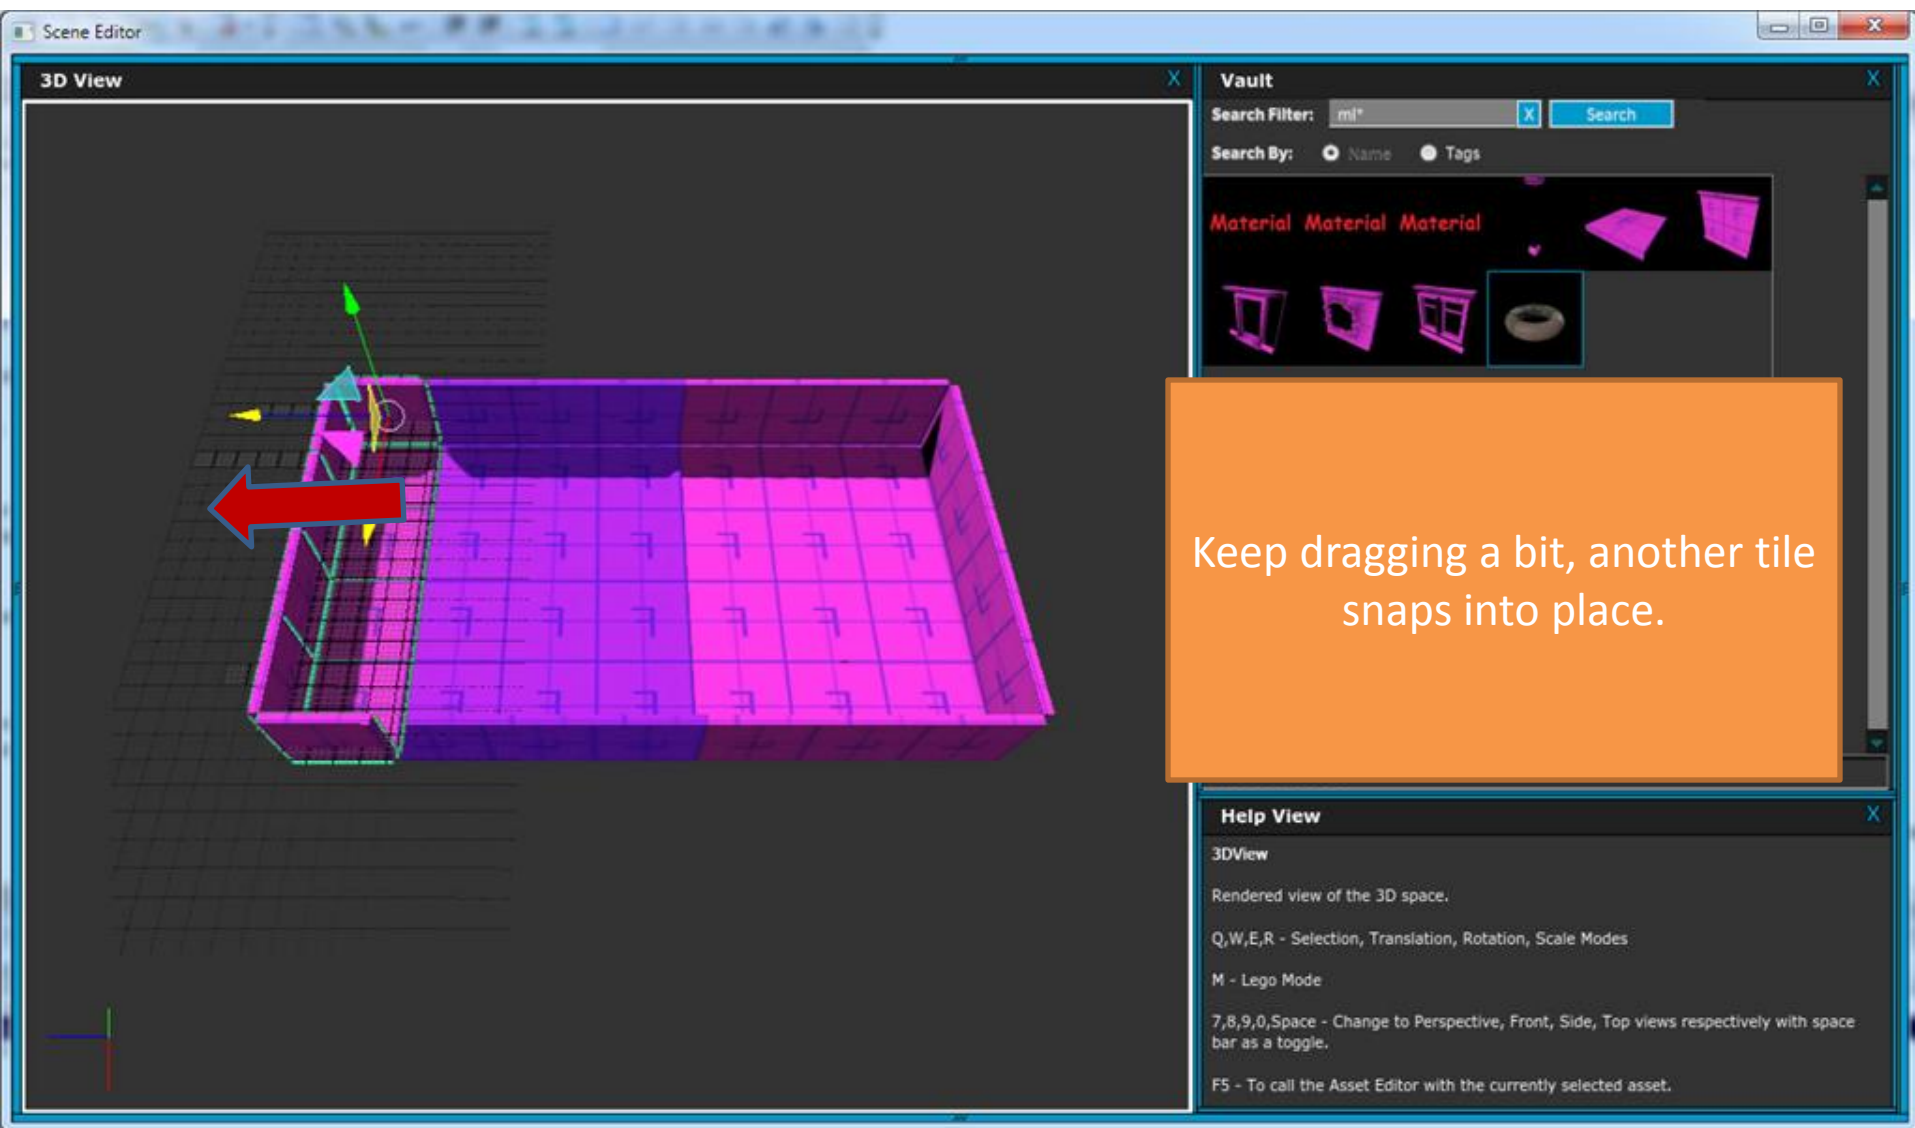 Scene Editor
3D View X
Vault X
Search Filter: ml* X Search
Search By: Name Tags
Material Material Material
Keep dragging a bit, another tile
snaps into place.
Help View X
3DView
Rendered view of the 3D space.
Q,W,E,R - Selection, Translation, Rotation, Scale Modes
M - Lego Mode
7,8,9,0,Space - Change to Perspective, Front, Side, Top views respectively with space
bar as a toggle.
F5 - To call the Asset Editor with the currently selected asset.